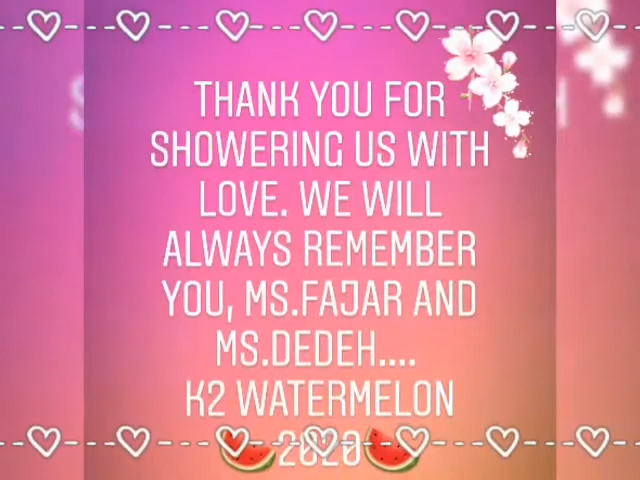 THANK YOU FOR
SHOWERING US WITH
LOVE. WE WILL
ALWAYS REMEMBER
YOU, MS.FAJAR AND
MS.DEDEH....
K2 WATERMELON
2020